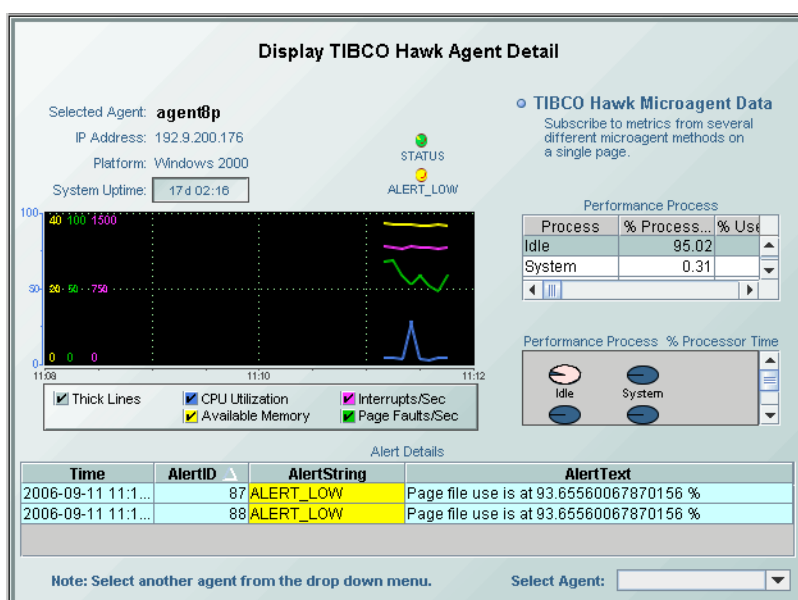 Display TIBCO Hawk Agent Detail
Selected Agent: agent8p
IP Address: 192.9.200.176
Platform: Windows 2000
System Uptime: 17d 02:16
STATUS
ALERT_LOW
TIBCO Hawk Microagent Data
Subscribe to metrics from several
different microagent methods on
a single page.
100 40 100 1500
50 20 50 750
0 0 0 0
11:08 11:10 11:12
Thick Lines CPU Utilization Interrupts/Sec
Available Memory Page Faults/Sec
Performance Process
Process % Process... % Use
Idle 95.02
System 0.31
Performance Process % Processor Time
Idle System
Alert Details
Time AlertID AlertString AlertText
2006-09-11 11:1... 87 ALERT_LOW Page file use is at 93.65560067870156 %
2006-09-11 11:1... 88 ALERT_LOW Page file use is at 93.65560067870156 %
Note: Select another agent from the drop down menu. Select Agent: